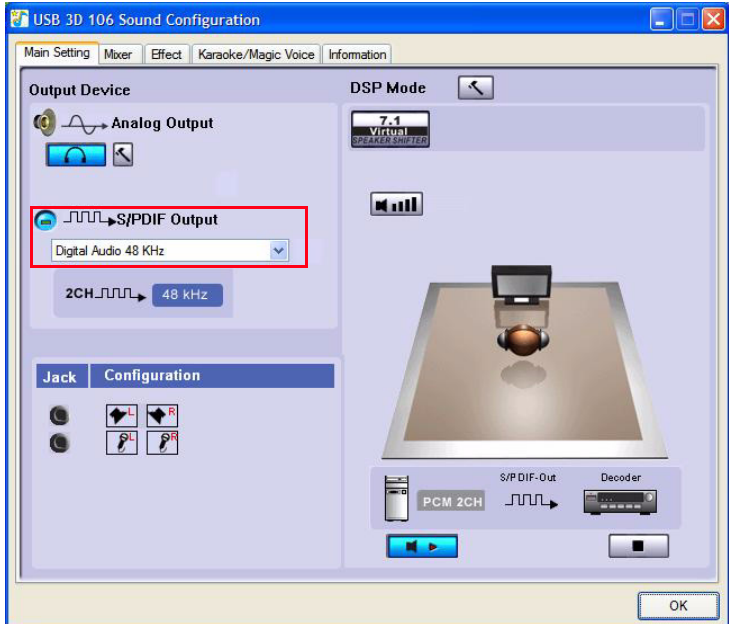 USB 3D 106 Sound Configuration
Main Setting Mixer Effect Karaoke/Magic Voice Information
Output Device
Analog Output
S/PDIF Output
Digital Audio 48 KHz
2CH 48 kHz
Jack Configuration
L R
L R
DSP Mode
7.1
Virtual
SPEAKER SHIFTER
S/PDIF-Out Decoder
PCM 2CH
OK